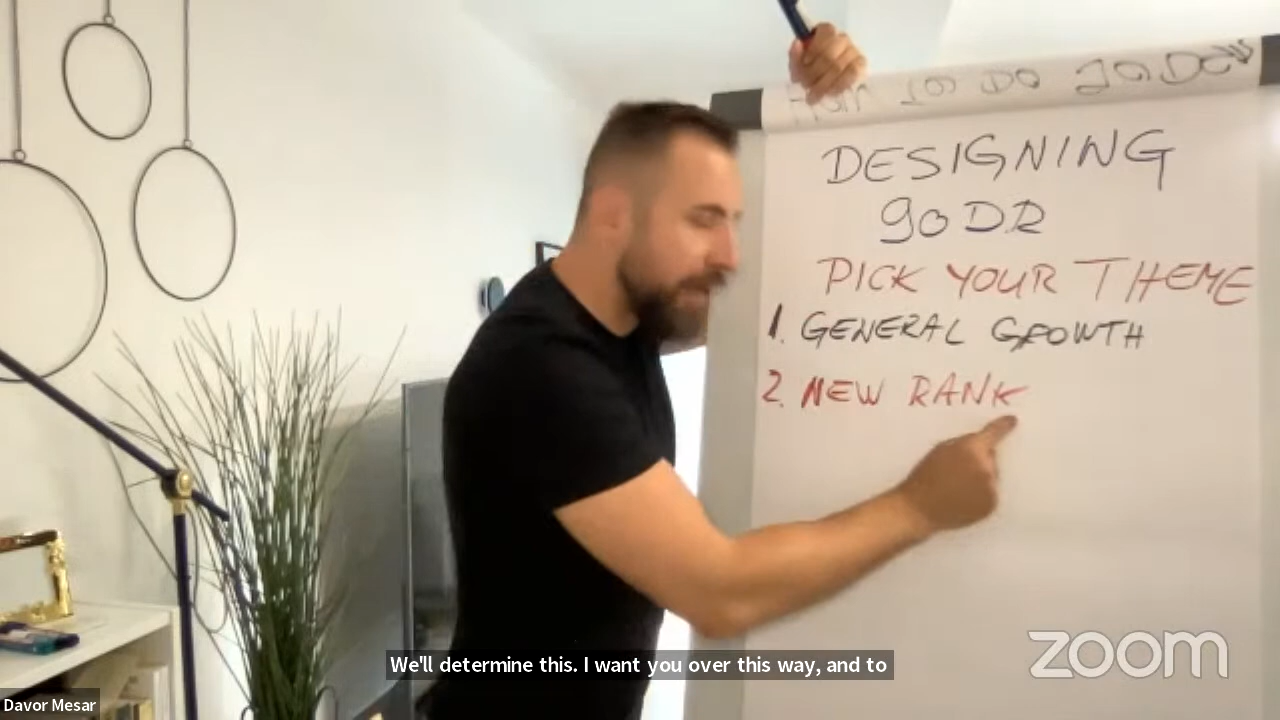 DESIGNING
90DR
PICK YOUR THEME
1. GENERAL GROWTH
2. NEW RANK
zoom
We'll determine this. I want you over this way, and to
Davor Mesar